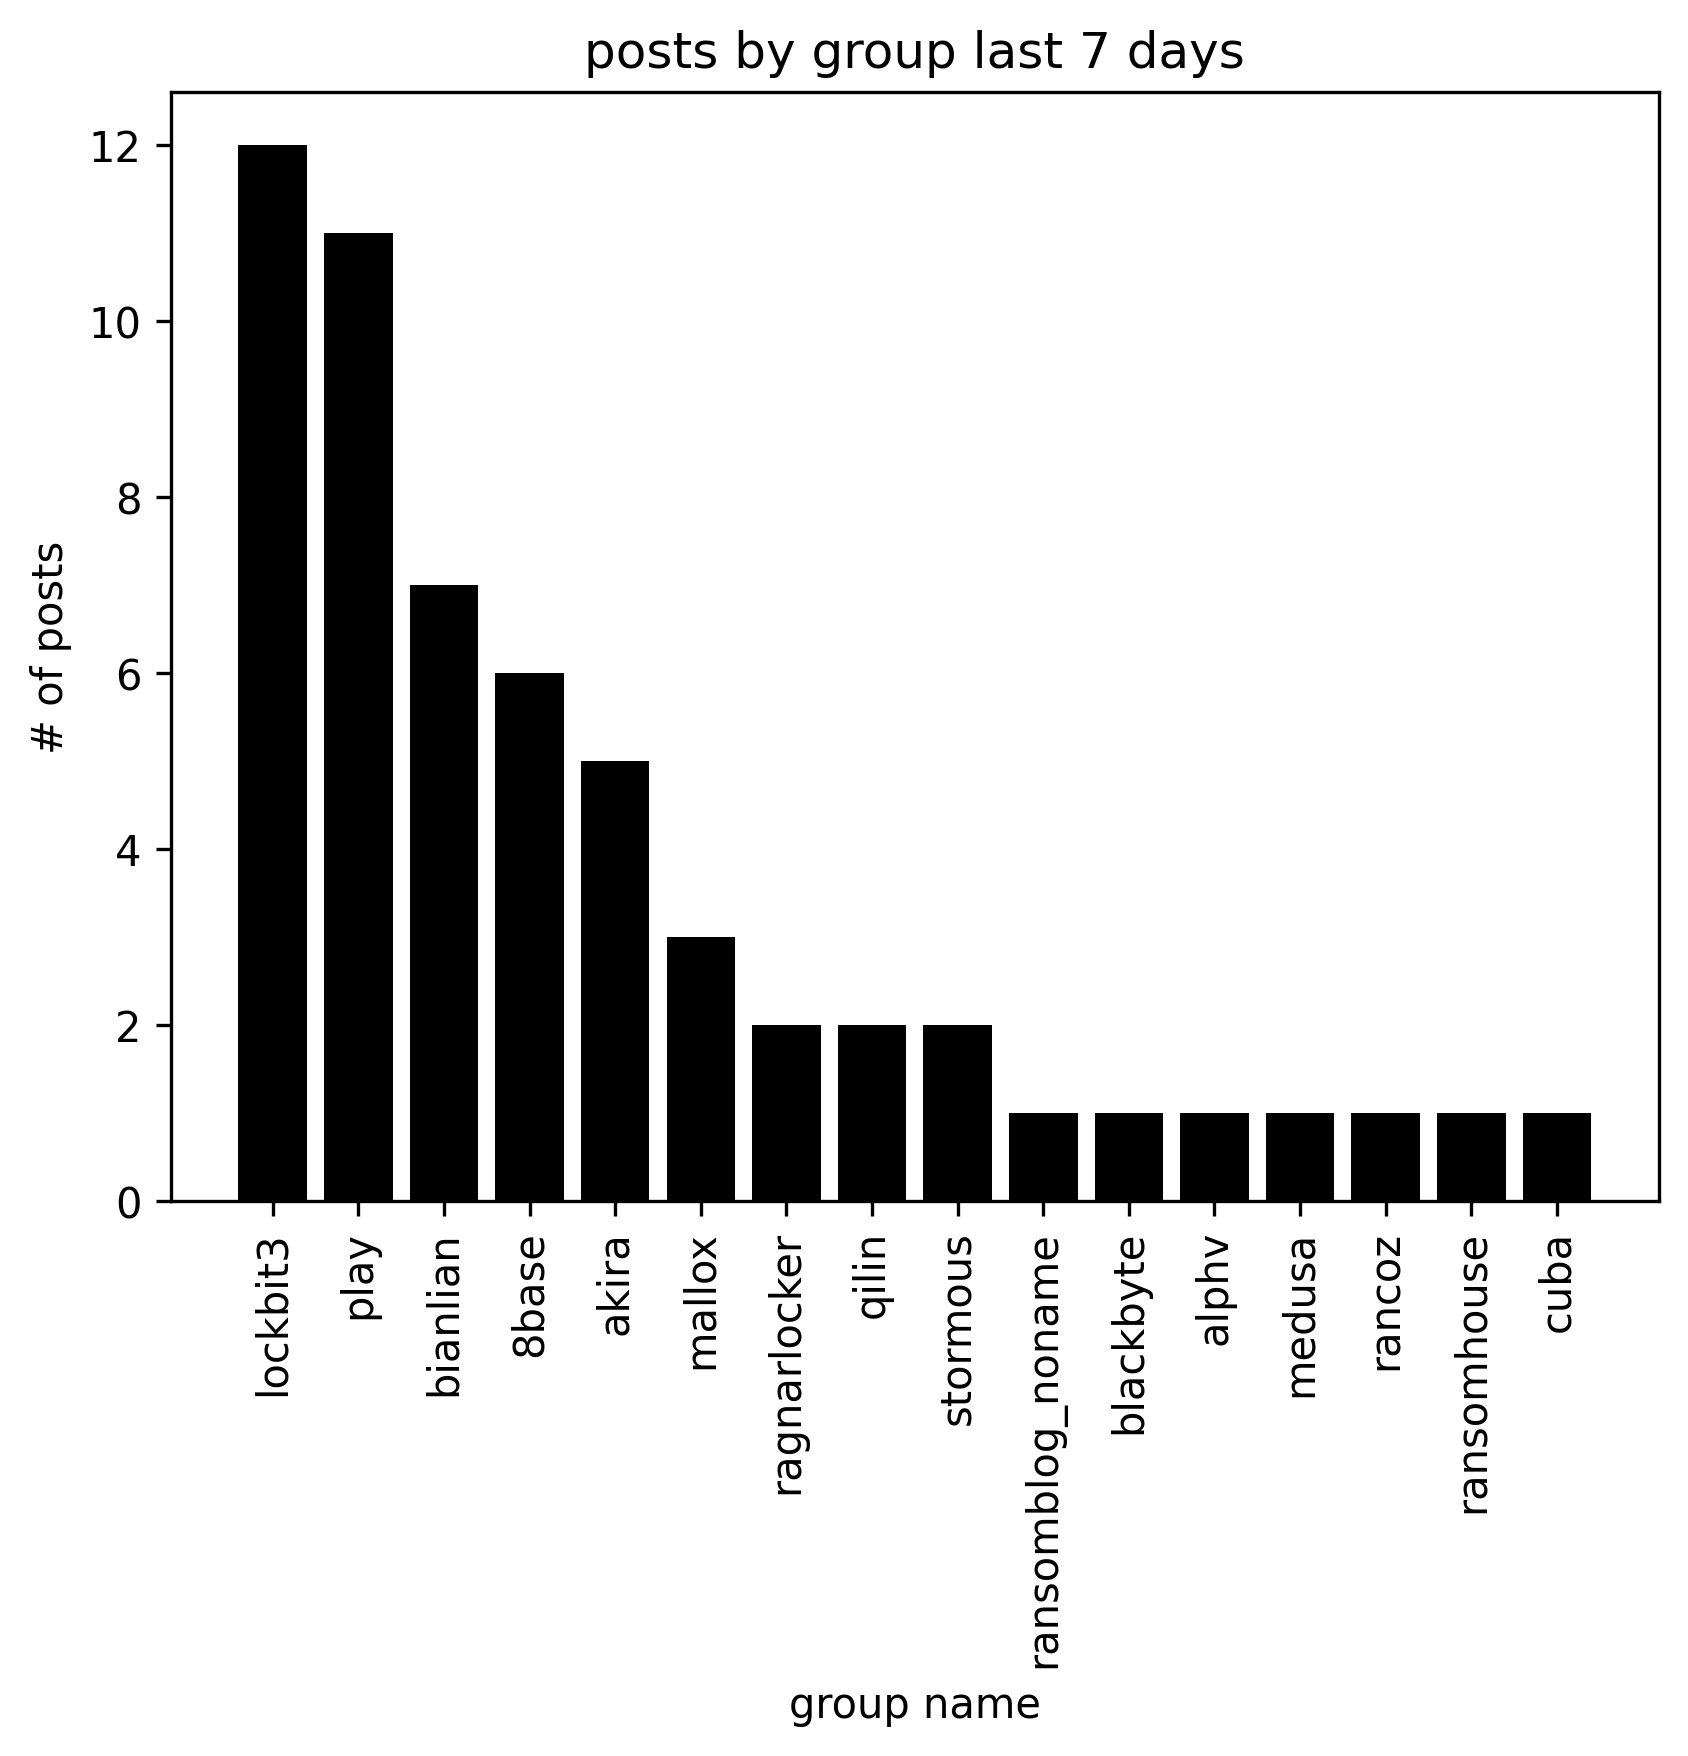 posts by group last 7 days
12
10
8
6
4
2
0
# of posts
lockbit3
play
bianlian
8base
akira
mallox
ragnarlocker
qilin
stormous
ransomblog_noname
blackbyte
alphv
medusa
rancoz
ransomhouse
cuba
group name